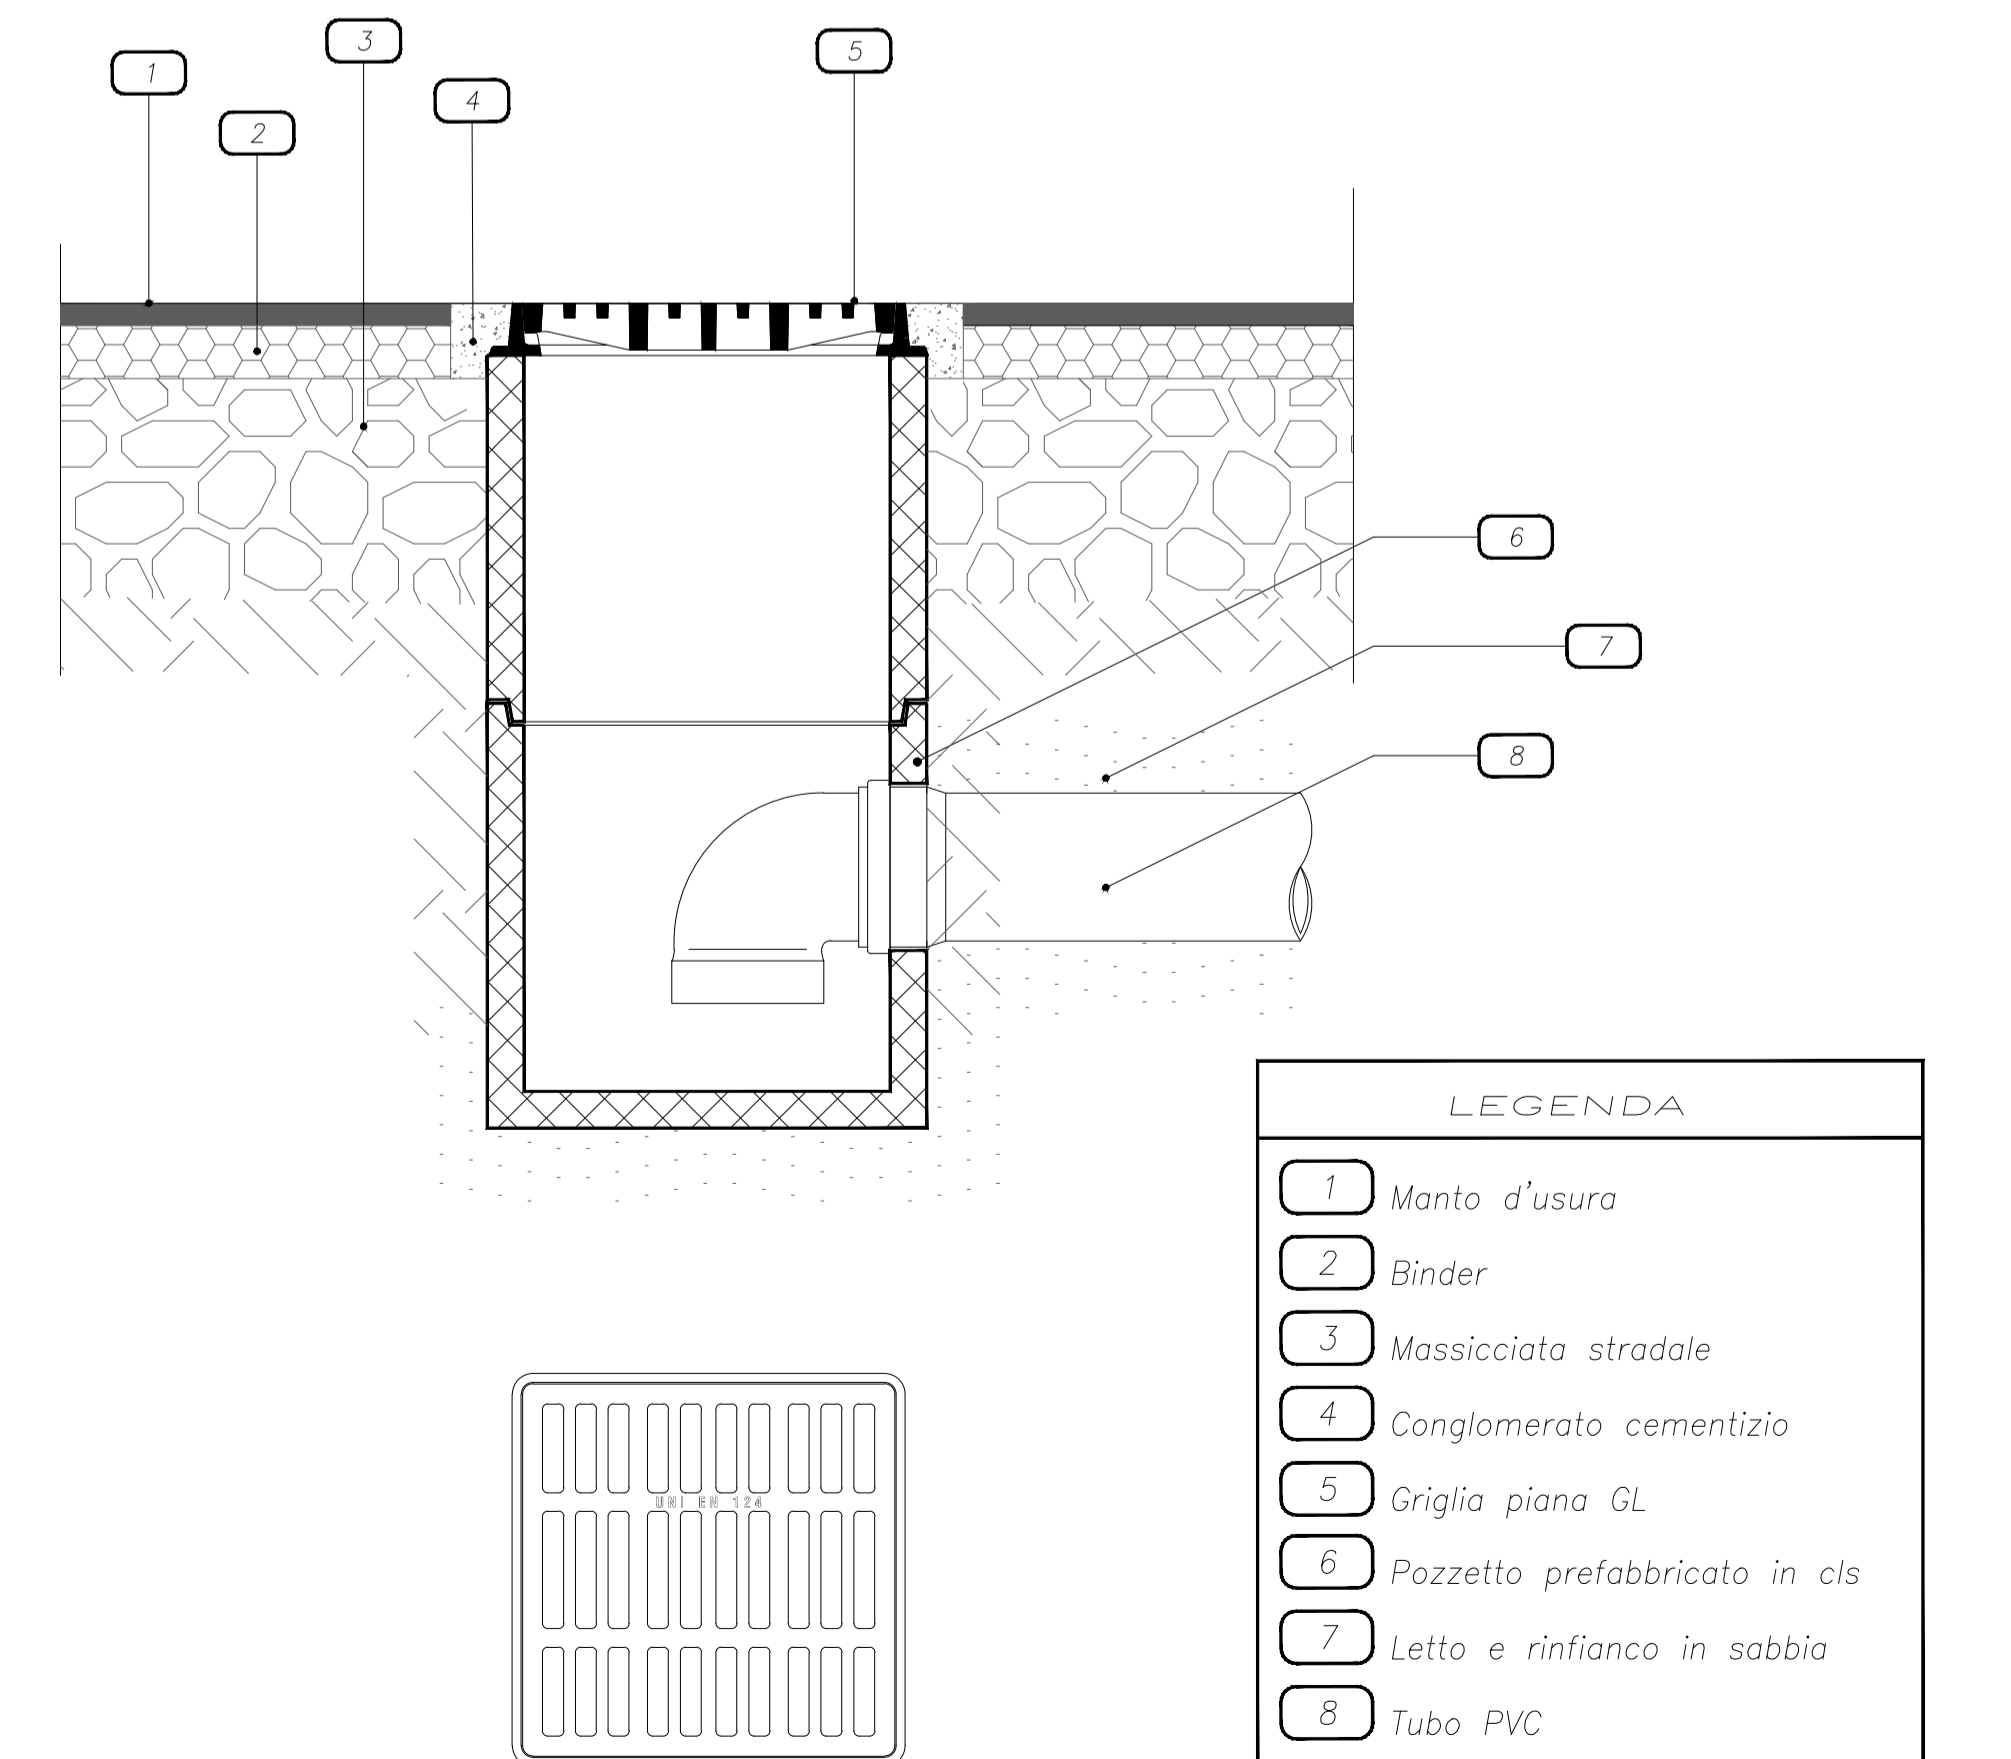 3
5
1
4
2
6
7
8
LEGENDA
1 Manto d'usura
2 Binder
3 Massicciata stradale
4 Conglomerato cementizio
5 Griglia piana GL
UNI EN 124
6 Pozzetto prefabbricato in cls
7 Letto e rinfianco in sabbia
8 Tubo PVC